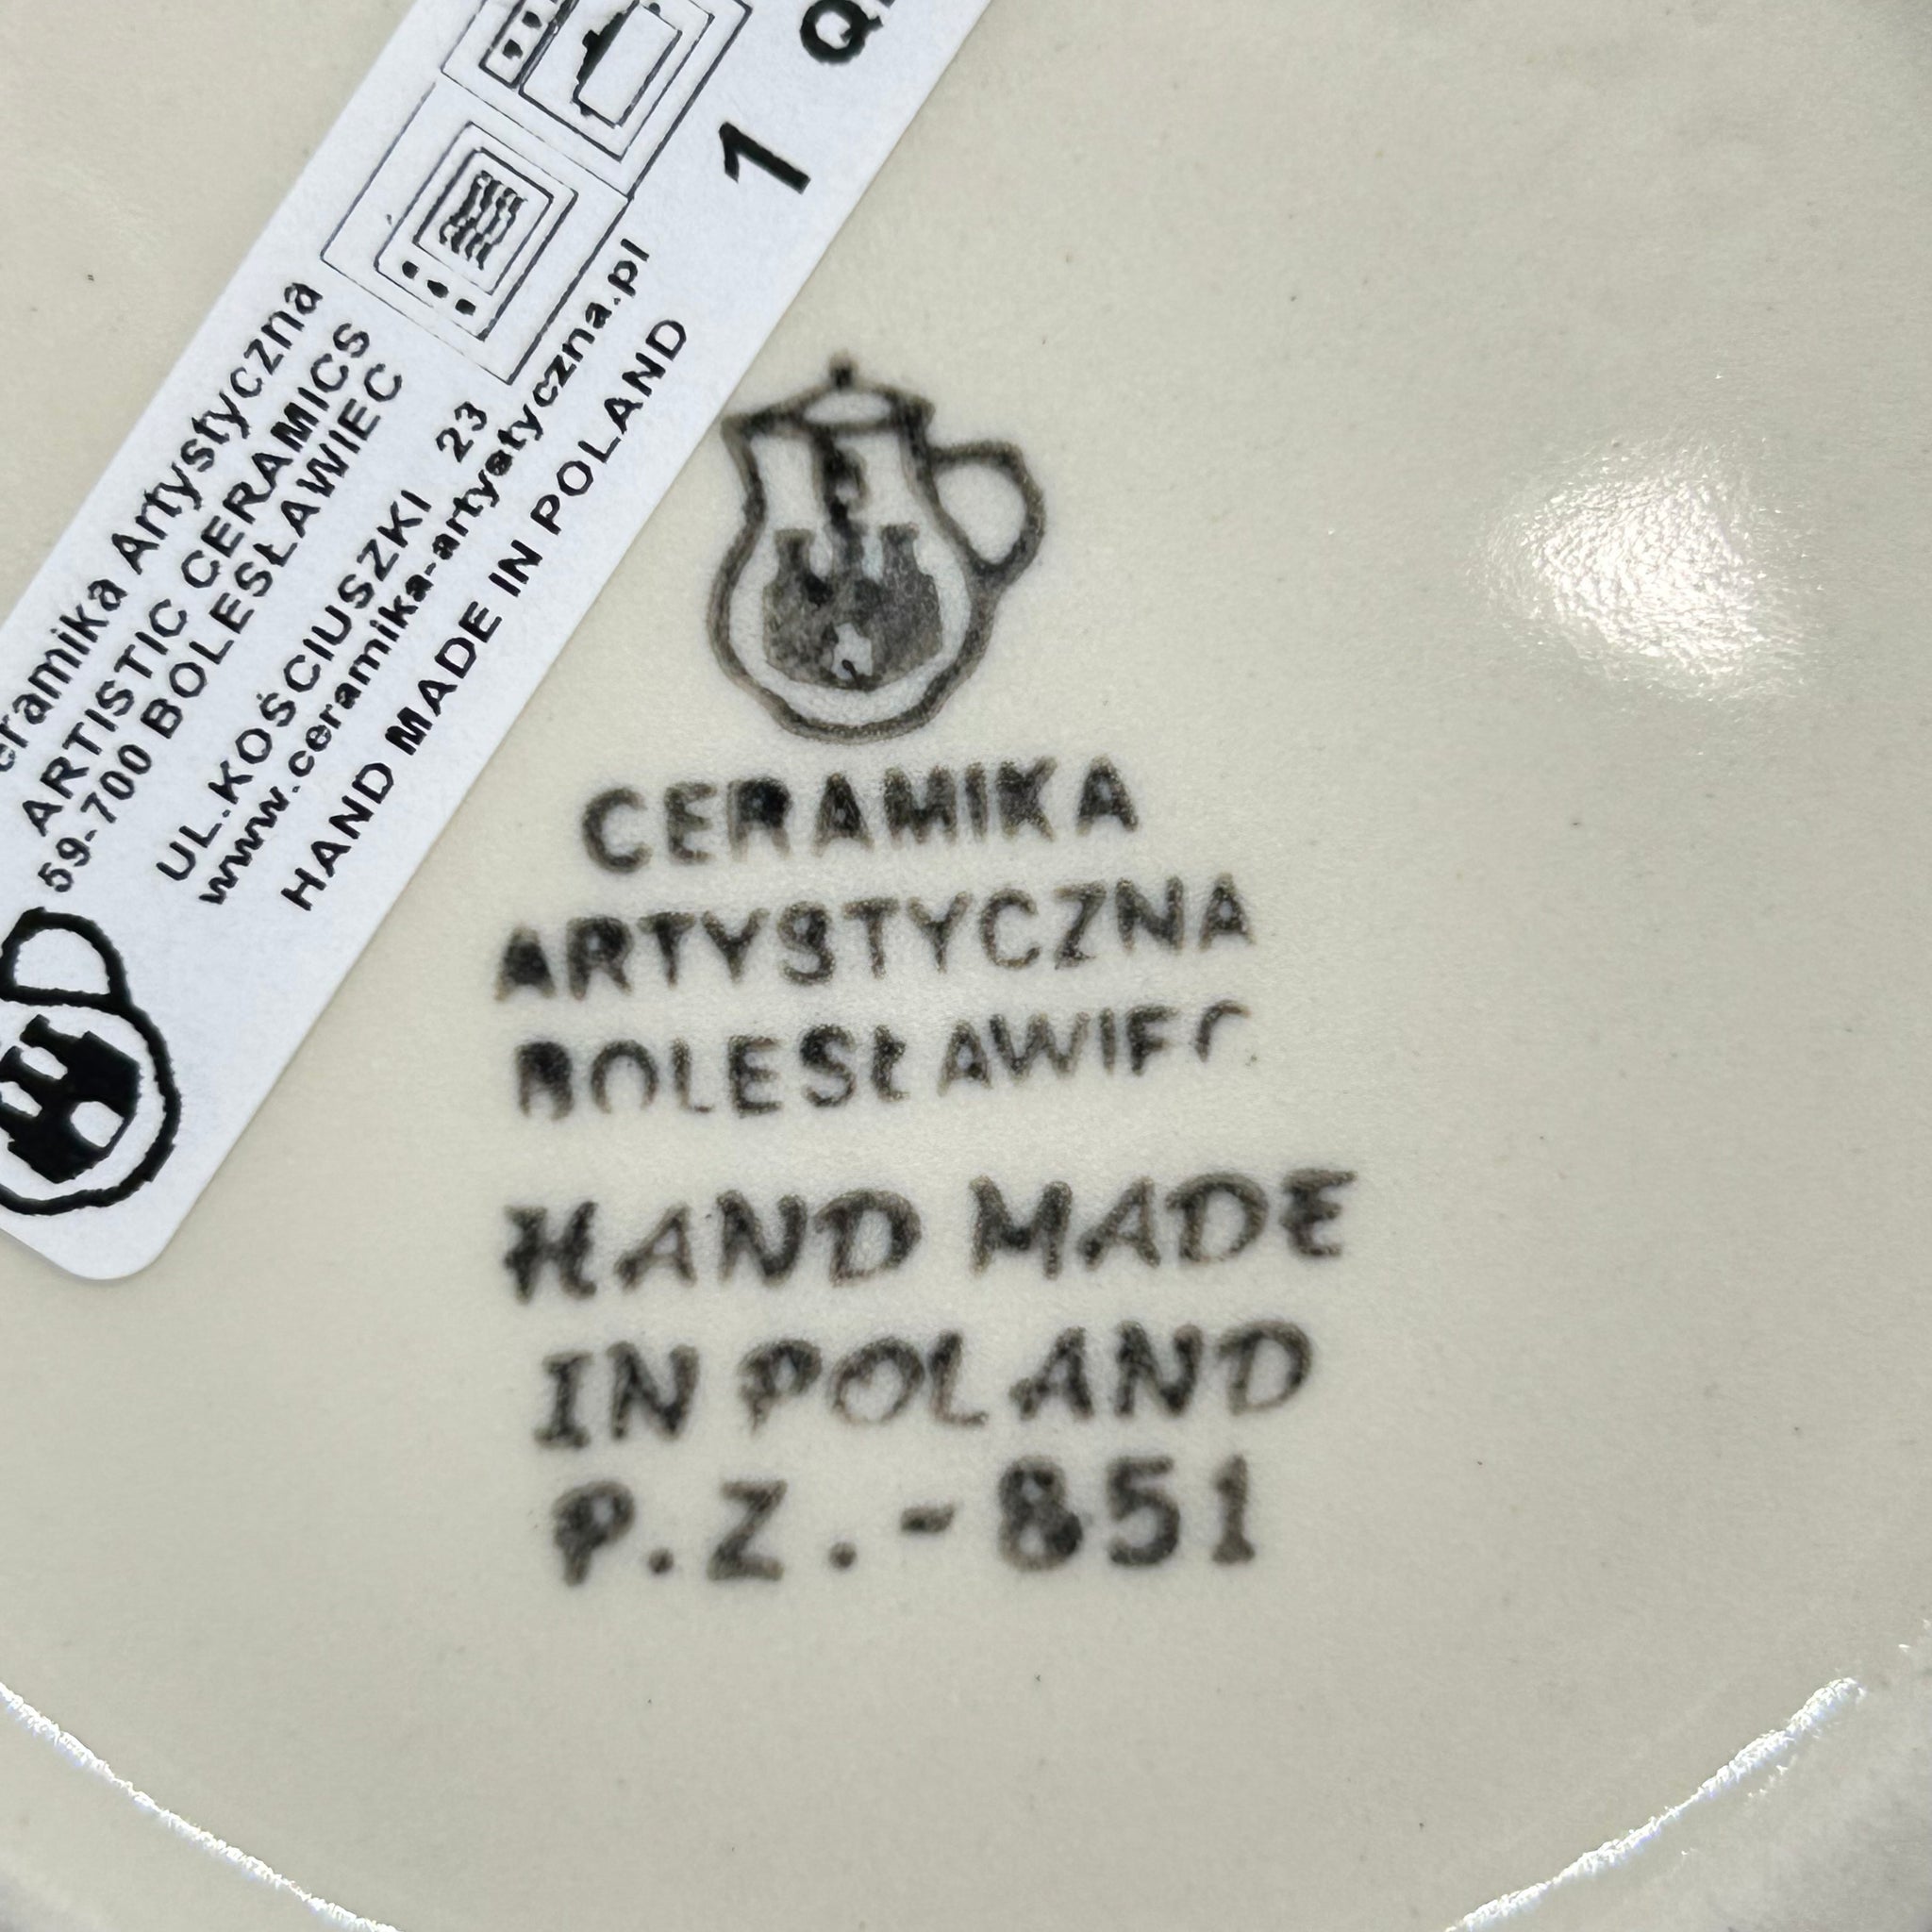 1
Artystyczna
ARTISTIC CERAMICS
59-700 BOLESŁAWIEC
UL.KOŚCIUSZKI 23
www.ceramika-artystyczna.pl
HAND MADE IN POLAND
CERAMIKA
ARTYSTYCZNA
BOLESŁAWIEC
HAND MADE
IN POLAND
P.Z.-851